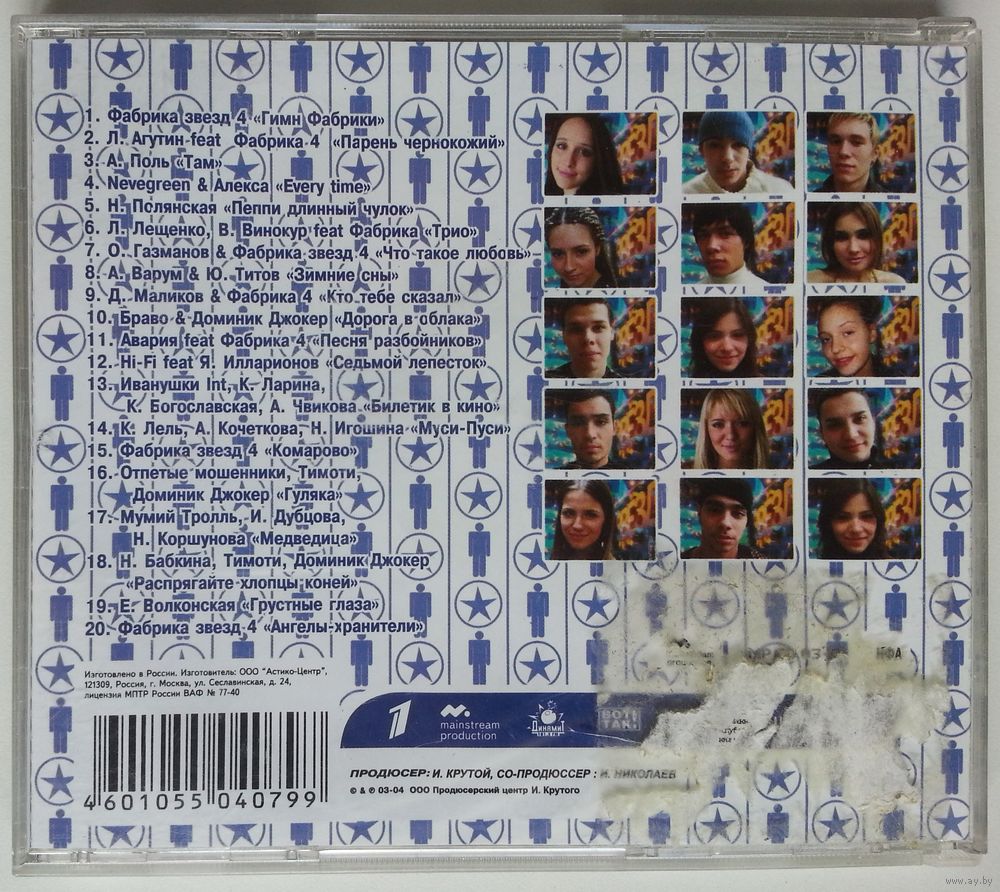 1. Фабрика звезд 4 «Гимн Фабрики»
2. Л. Агутин feat Фабрика 4 «Парень чернокожий»
3. А. Поль «Там»
4. Nevegreen & Алекса «Every time»
5. Н. Полянская «Пеппи длинный чулок»
6. Л. Лещенко, В. Винокур feat Фабрика «Трио»
7. О. Газманов & Фабрика звезд 4 «Что такое любовь»
8. А. Варум & Ю. Титов «Зимние сны»
9. Д. Маликов & Фабрика 4 «Кто тебе сказал»
10. Браво & Доминик Джокер «Дорога в облака»
11. Авария feat Фабрика 4 «Песня разбойников»
12. Hi-Fi feat Я. Илларионов «Седьмой лепесток»
13. Иванушки Int, К. Ларина,
К. Богославская, А. Чвикова «Билетик в кино»
14. К. Лель, А. Кочеткова, Н. Игошина «Муси-Пуси»
15. Фабрика звезд 4 «Комарово»
16. Отпетые мошенники, Тимоти,
Доминик Джокер «Гуляка»
17. Мумий Тролль, И. Дубцова,
Н. Коршунова «Медведица»
18. Н. Бабкина, Тимоти, Доминик Джокер
«Распрягайте хлопцы коней»
19. Е. Волконская «Грустные глаза»
20. Фабрика звезд 4 «Ангелы-хранители»
Изготовлено в России. Изготовитель: ООО "Астико-Центр",
121309, Россия, г. Москва, ул. Сеславинская, д. 24,
лицензия МПТР России ВАФ № 77-40
4 601055 040799
1
mainstream
production
ДИНАМИТ
ВОТ!
ТАК!
ПРОДЮСЕР: И. КРУТОЙ, СО-ПРОДЮССЕР : И. НИКОЛАЕВ
© & ℗ 03-04 ООО Продюсерский центр И. Крутого
www.ay.by